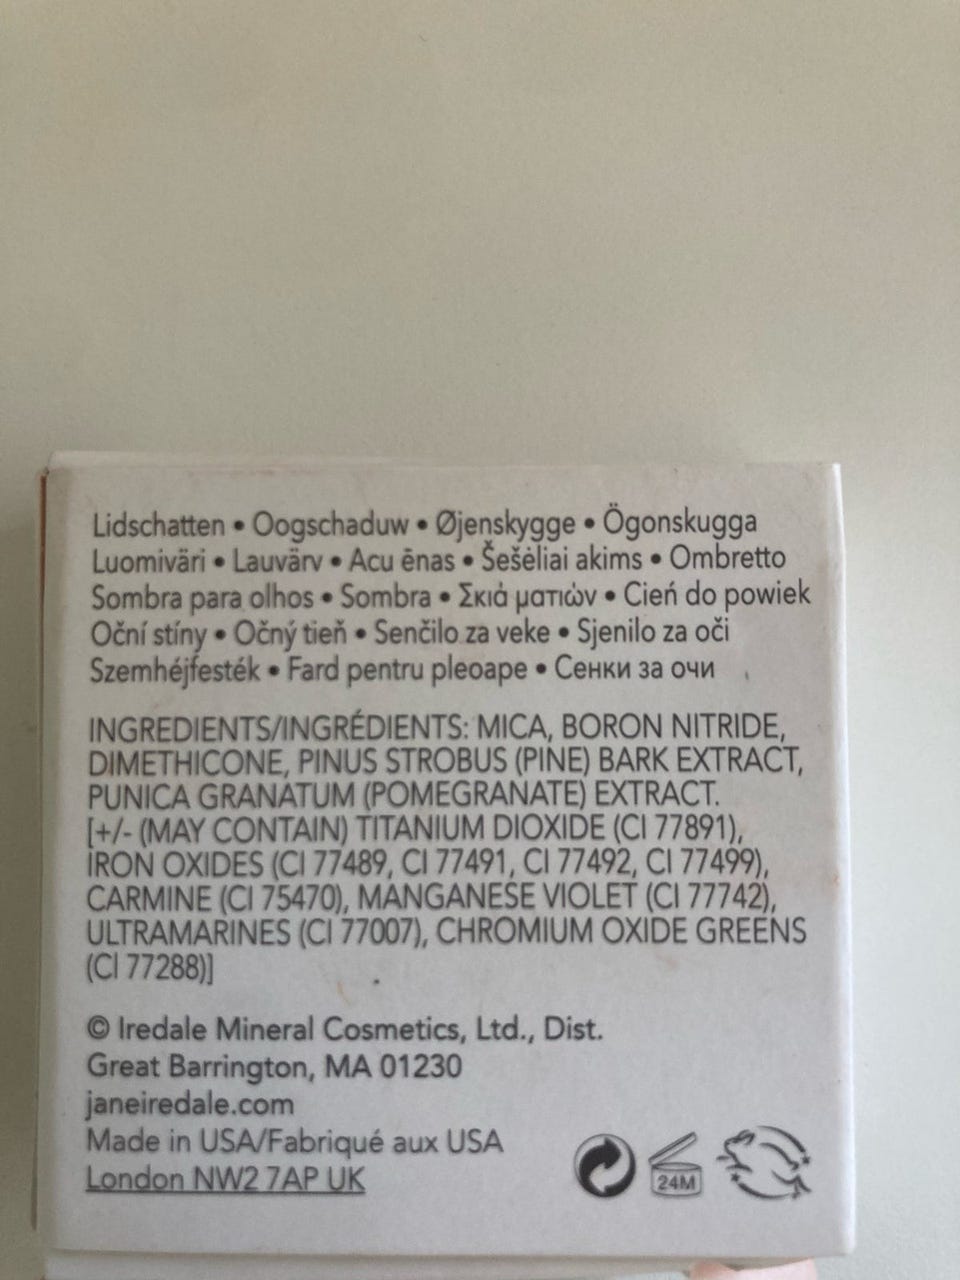 Lidschatten • Oogschaduw • Øjenskygge • Ögonskugga
Luomiväri • Lauvärv • Acu ēnas • Šešėliai akims • Ombretto
Sombra para olhos • Sombra • Σκιά ματιών • Cień do powiek
Oční stíny • Očný tieň • Senčilo za veke • Sjenilo za oči
Szemhéjfesték • Fard pentru pleoape • Сенки за очи
INGREDIENTS/INGRÉDIENTS: MICA, BORON NITRIDE,
DIMETHICONE, PINUS STROBUS (PINE) BARK EXTRACT,
PUNICA GRANATUM (POMEGRANATE) EXTRACT.
[+/- (MAY CONTAIN) TITANIUM DIOXIDE (CI 77891),
IRON OXIDES (CI 77489, CI 77491, CI 77492, CI 77499),
CARMINE (CI 75470), MANGANESE VIOLET (CI 77742),
ULTRAMARINES (CI 77007), CHROMIUM OXIDE GREENS
(CI 77288)]
© Iredale Mineral Cosmetics, Ltd., Dist.
Great Barrington, MA 01230
janeiredale.com
Made in USA/Fabriqué aux USA
London NW2 7AP UK
24M